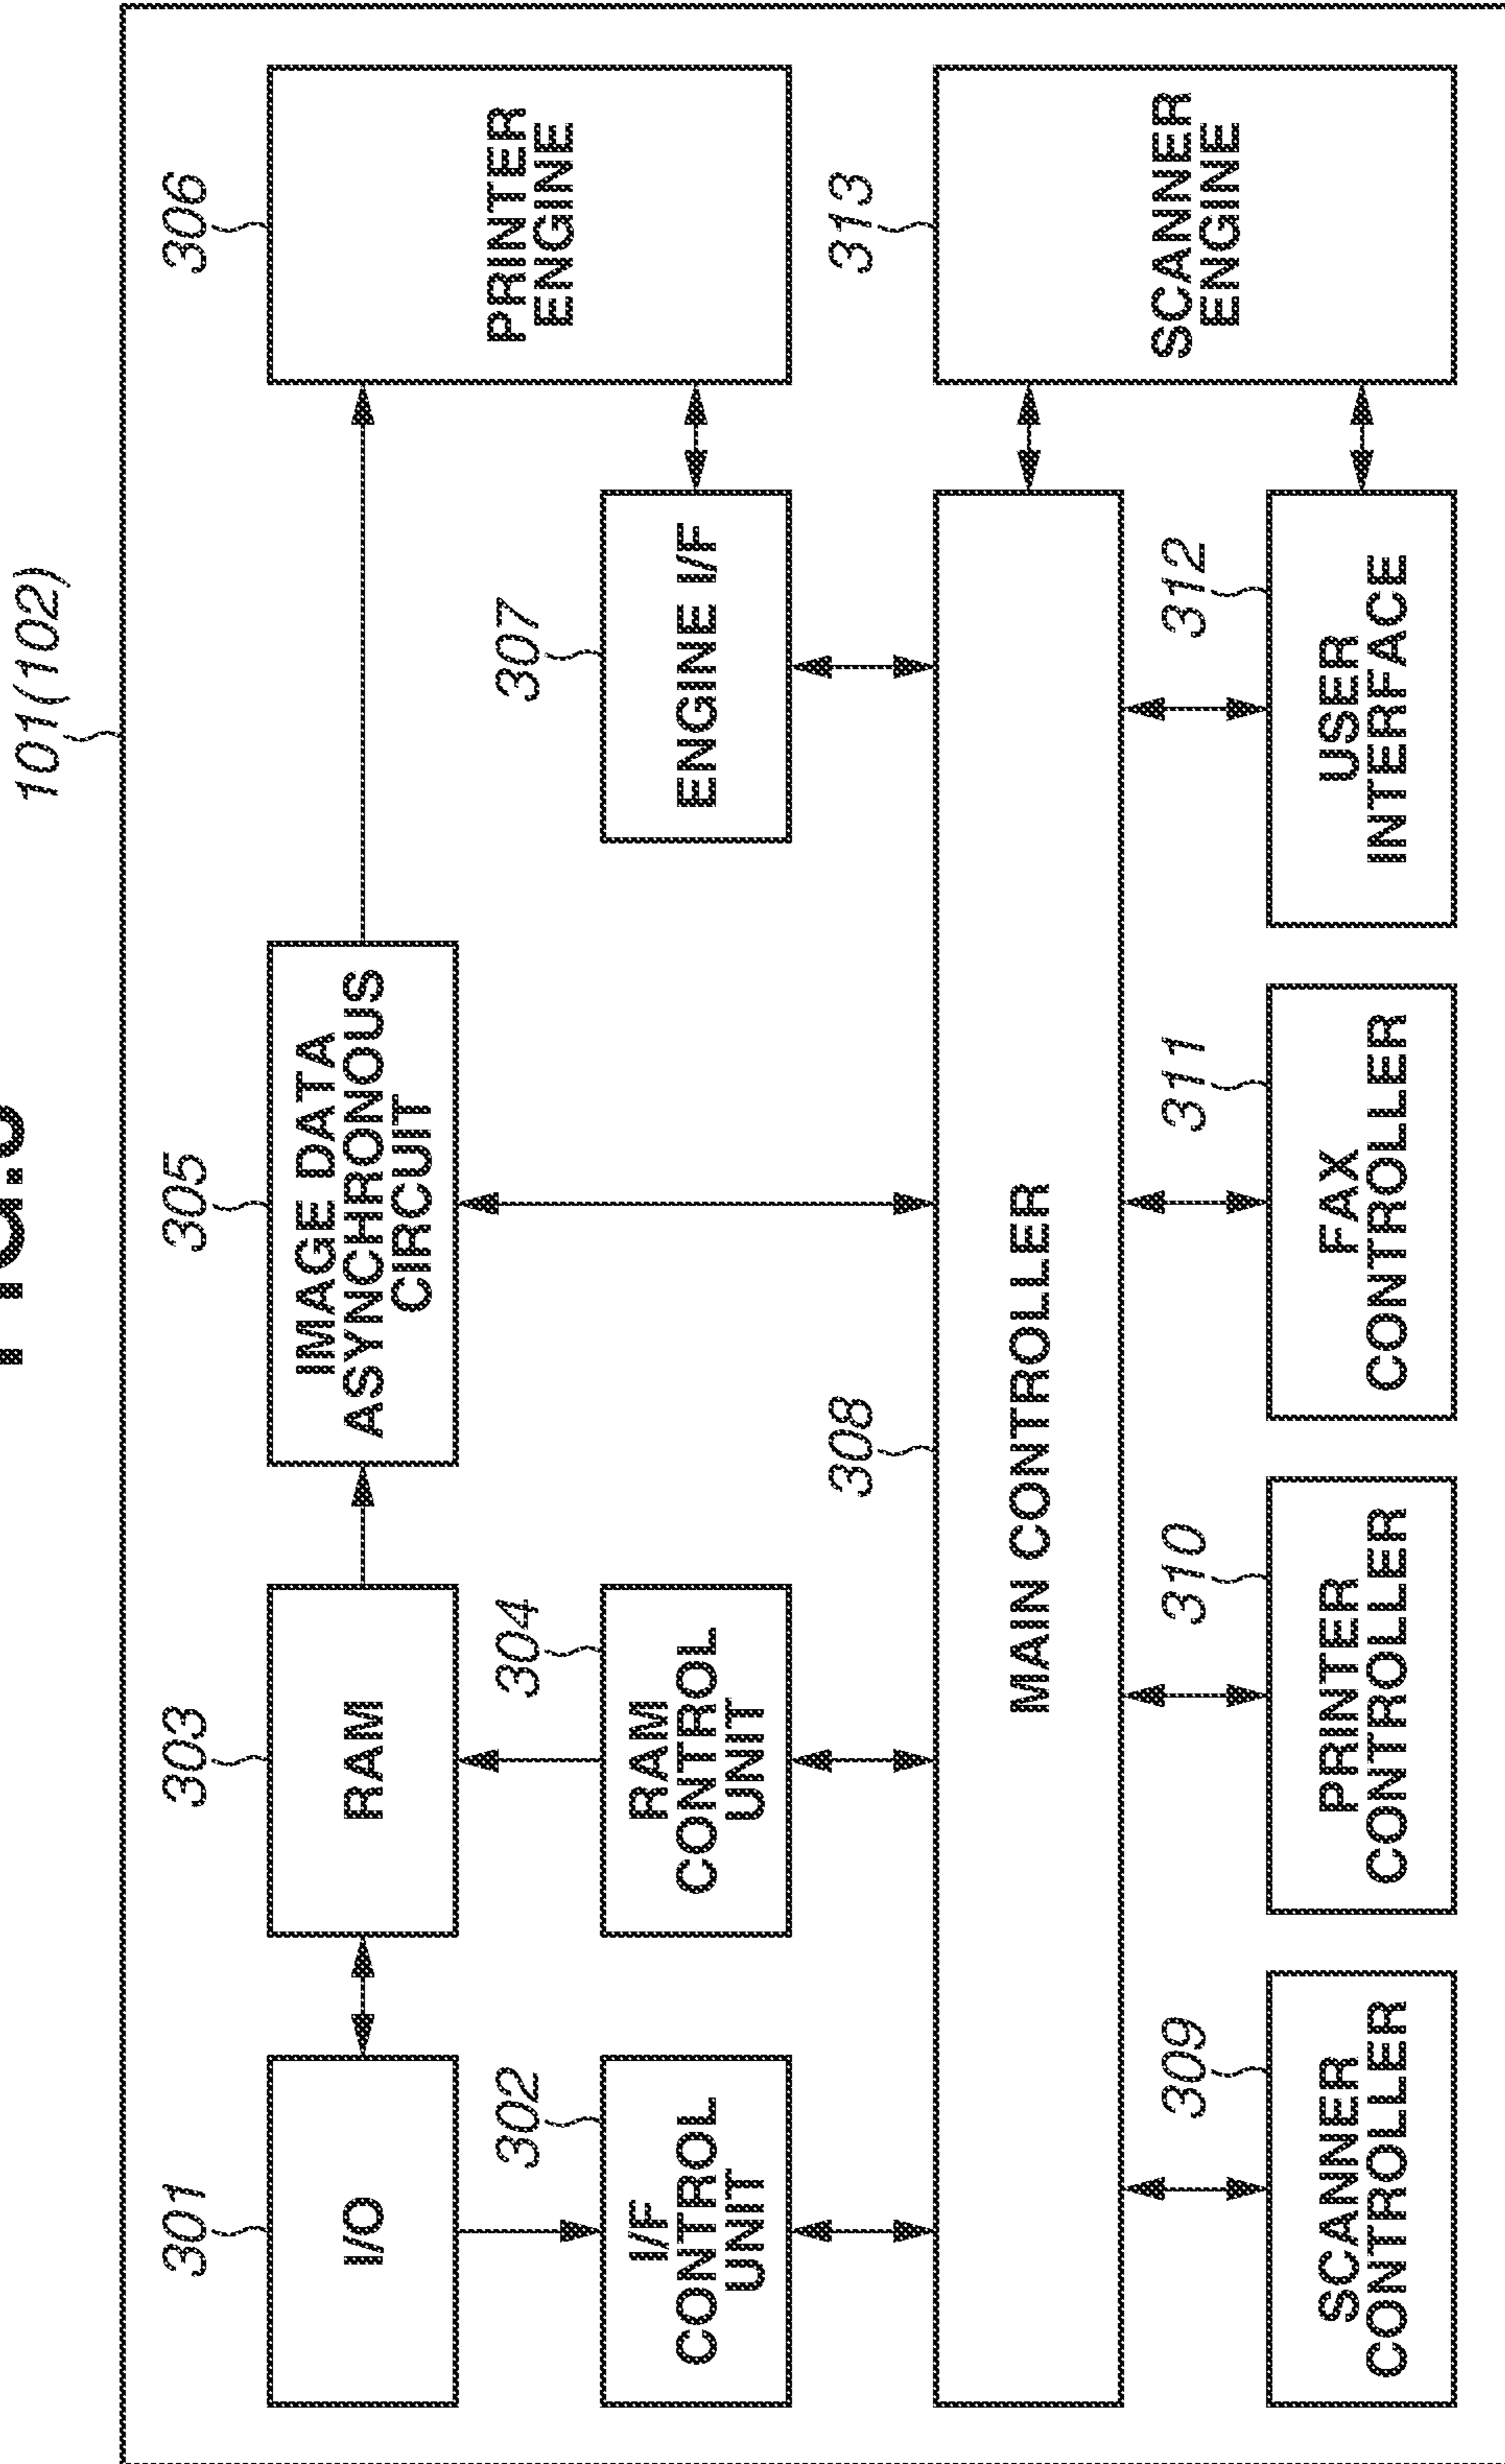 101(102)
301
I/O
303
RAM
305
IMAGE DATA
ASYNCHRONOUS
CIRCUIT
306
PRINTER
ENGINE
302
I/F
CONTROL
UNIT
304
RAM
CONTROL
UNIT
307
ENGINE I/F
308
MAIN CONTROLLER
313
SCANNER
ENGINE
309
SCANNER
CONTROLLER
310
PRINTER
CONTROLLER
311
FAX
CONTROLLER
312
USER
INTERFACE